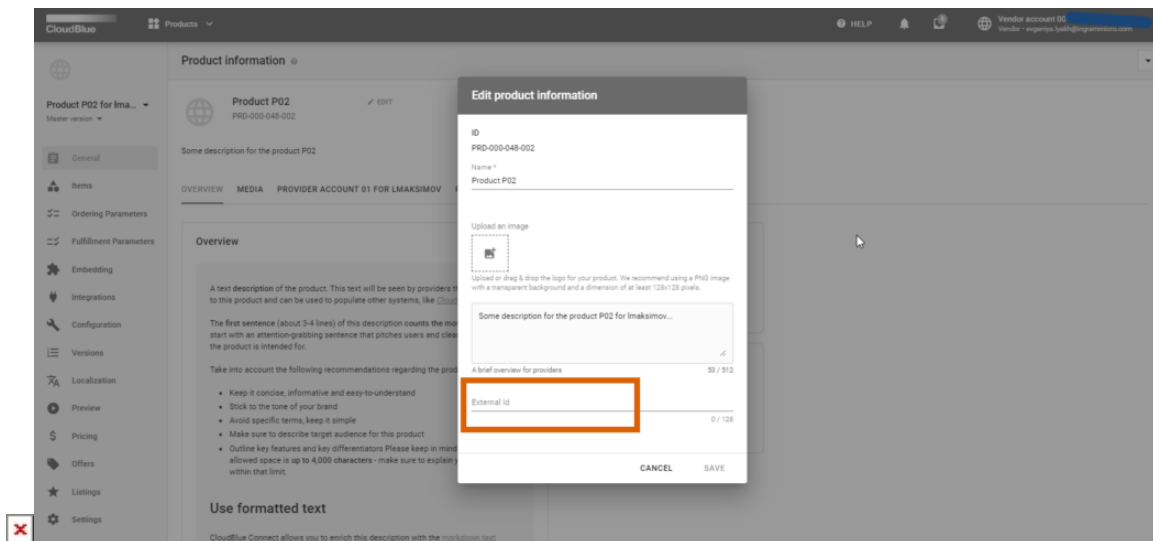 CloudBlue
Products
HELP
Vendor account 00
Vendor - evgeniya.lyakh@ingrammicro.com
Product P02 for lma...
Master version
General
Items
Ordering Parameters
Fulfillment Parameters
Embedding
Integrations
Configuration
Versions
Localization
Preview
Pricing
Offers
Listings
Settings
Product information
Product P02
EDIT
PRD-000-048-002
Some description for the product P02
OVERVIEW MEDIA PROVIDER ACCOUNT 01 FOR LMAKSIMOV
Overview
A text description of the product. This text will be seen by providers
to this product and can be used to populate other systems, like
The first sentence (about 3-4 lines) of this description counts the
start with an attention-grabbing sentence that pitches users and
the product is intended for.
Take into account the following recommendations regarding the
Keep it concise, informative and easy-to-understand
Stick to the tone of your brand
Avoid specific terms, keep it simple
Make sure to describe target audience for this product
Outline key features and key differentiators Please keep in mind
allowed space is up to 4,000 characters - make sure to explain
within that limit.
Use formatted text
CloudBlue Connect allows you to enrich this description with the markdown text
Edit product information
ID
PRD-000-048-002
Name *
Product P02
Upload an image
Upload or drag & drop the logo for your product. We recommend using a PNG image
with a transparent background and a dimension of at least 128x128 pixels.
Some description for the product P02 for lmaksimov...
A brief overview for providers 53 / 512
External Id
0 / 128
CANCEL SAVE